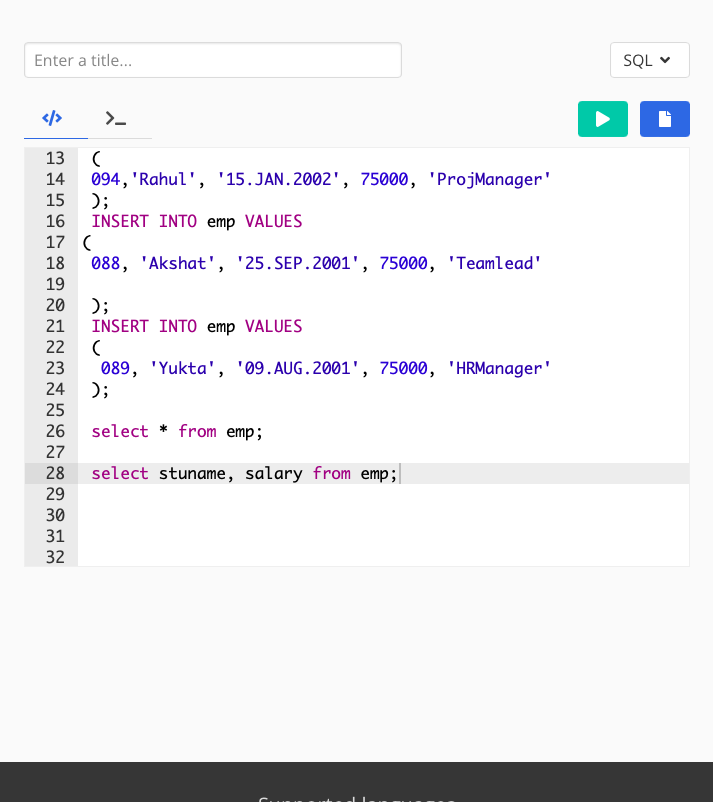 Enter a title...
SQL
13 (
14 094,'Rahul', '15.JAN.2002', 75000, 'ProjManager'
15 );
16 INSERT INTO emp VALUES
17 (
18 088, 'Akshat', '25.SEP.2001', 75000, 'Teamlead'
19
20 );
21 INSERT INTO emp VALUES
22 (
23 089, 'Yukta', '09.AUG.2001', 75000, 'HRManager'
24 );
25
26 select * from emp;
27
28 select stuname, salary from emp;
29
30
31
32
Supported languages